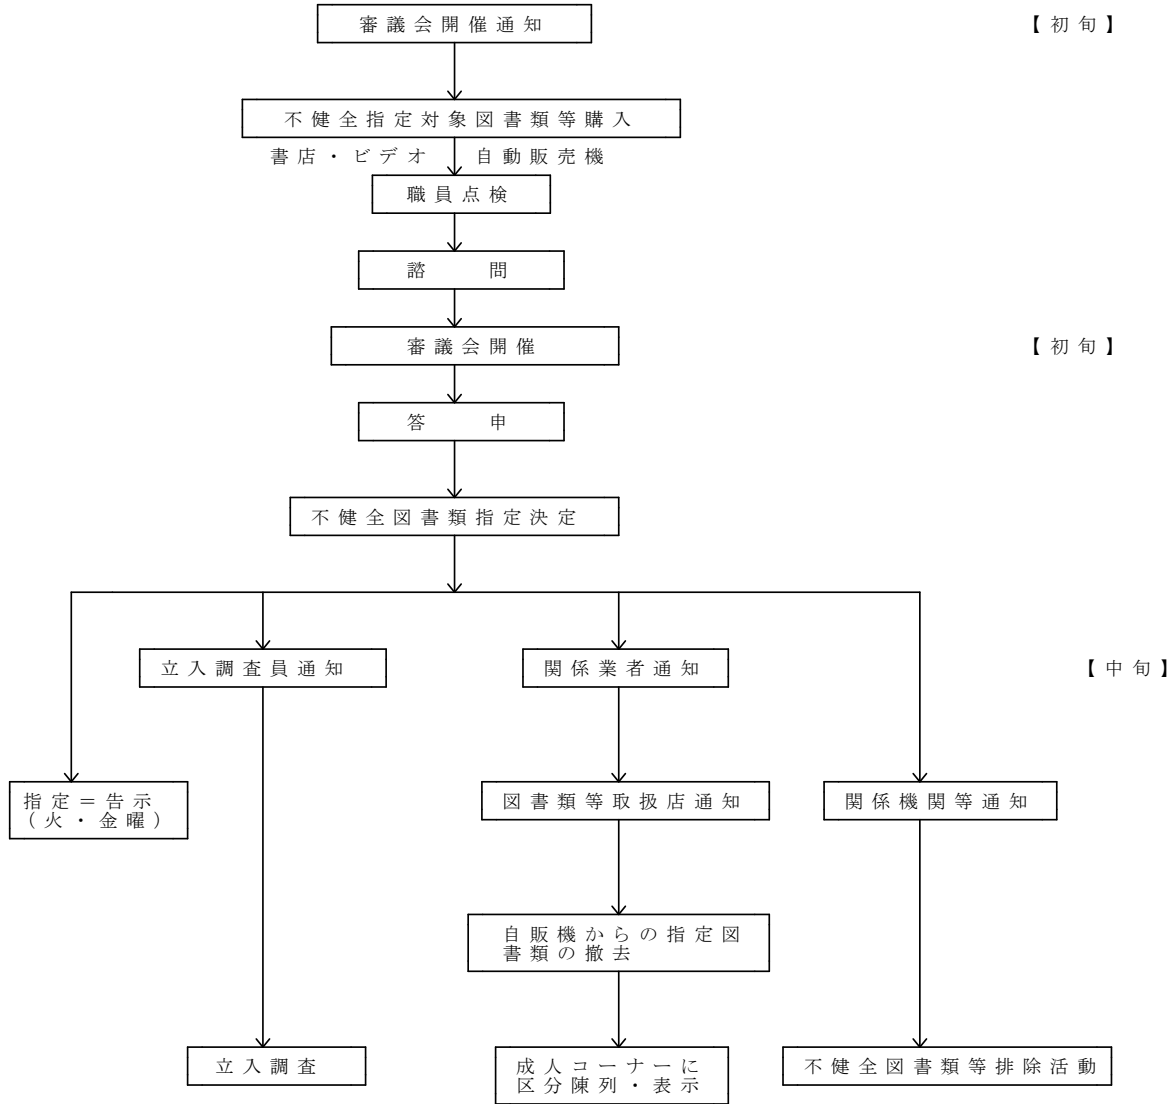 審議会開催通知
【初旬】
不健全指定対象図書類等購入
書店・ビデオ 自動販売機
職員点検
諮 問
審議会開催
【初旬】
答 申
不健全図書類指定決定
立入調査員通知
関係業者通知
【中旬】
指定＝告示
（火・金曜）
図書類等取扱店通知
関係機関等通知
自販機からの指定図
書類の撤去
立入調査
成人コーナーに
区分陳列・表示
不健全図書類等排除活動